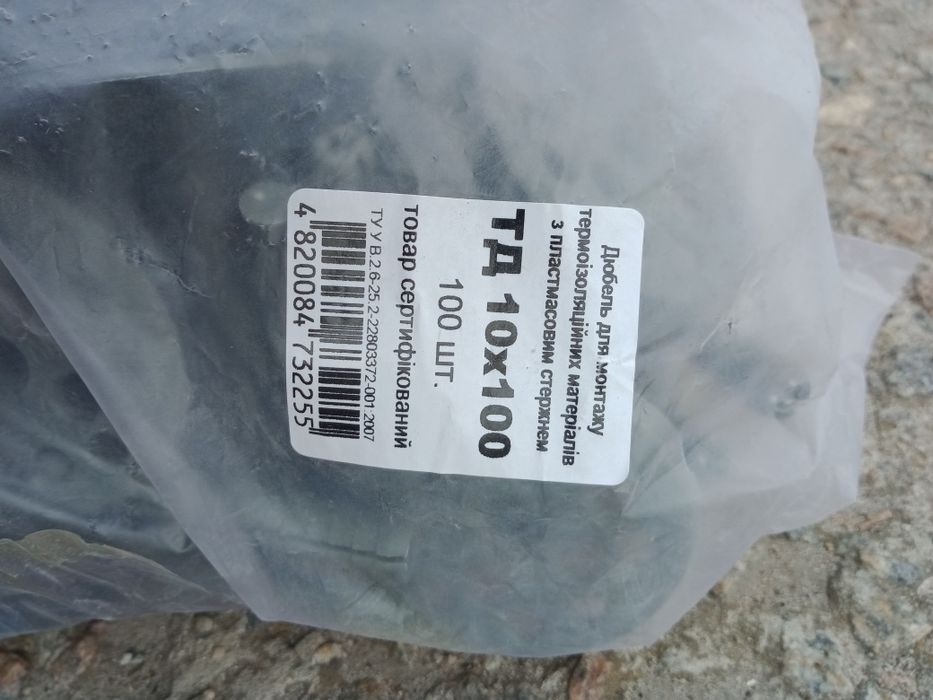 Дюбель для монтажу
термоізоляційних матеріалів
з пластмасовим стержнем
ТД 10х100
100 шт.
товар сертифікований
ТУ У В.2.6-25.2-22803372-001:2007
4 820084 732255